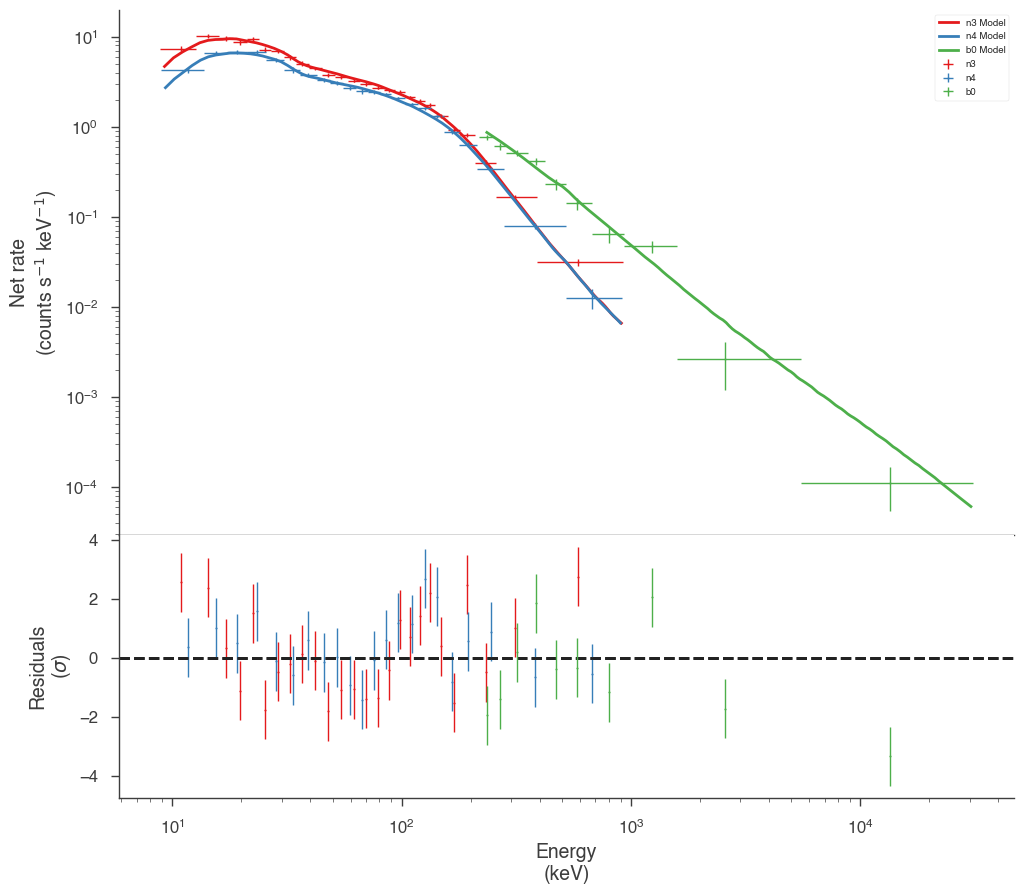 n3 Model
n4 Model
b0 Model
n3
n4
b0
Net rate
(counts s⁻¹ keV⁻¹)
10¹
10⁰
10⁻¹
10⁻²
10⁻³
10⁻⁴
Residuals
(σ)
4
2
0
−2
−4
10¹ 10² 10³ 10⁴
Energy
(keV)